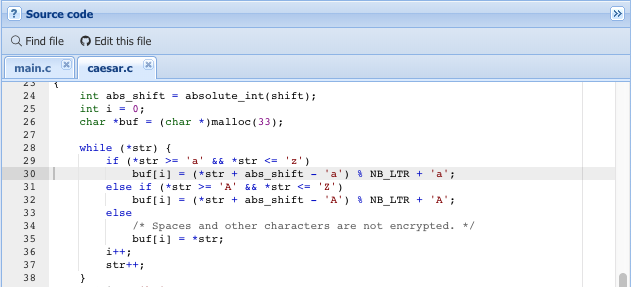 ? Source code »
Find file Edit this file
main.c caesar.c
23 {
24 int abs_shift = absolute_int(shift);
25 int i = 0;
26 char *buf = (char *)malloc(33);
27
28 while (*str) {
29 if (*str >= 'a' && *str <= 'z')
30 buf[i] = (*str + abs_shift - 'a') % NB_LTR + 'a';
31 else if (*str >= 'A' && *str <= 'Z')
32 buf[i] = (*str + abs_shift - 'A') % NB_LTR + 'A';
33 else
34 /* Spaces and other characters are not encrypted. */
35 buf[i] = *str;
36 i++;
37 str++;
38 }